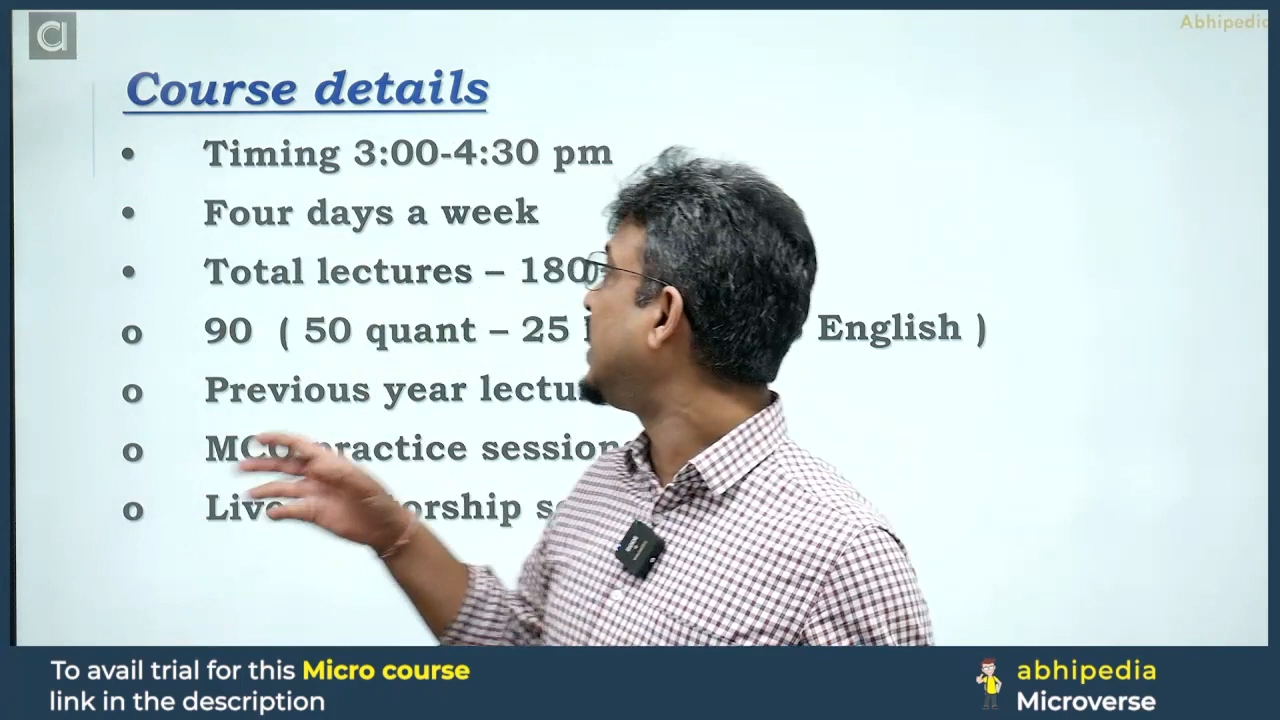 Abhipedia
Course details
• Timing 3:00-4:30 pm
• Four days a week
• Total lectures – 180
o 90 ( 50 quant – 25 English )
o Previous year
o practice
o
To avail trial for this Micro course
link in the description
abhipedia
Microverse